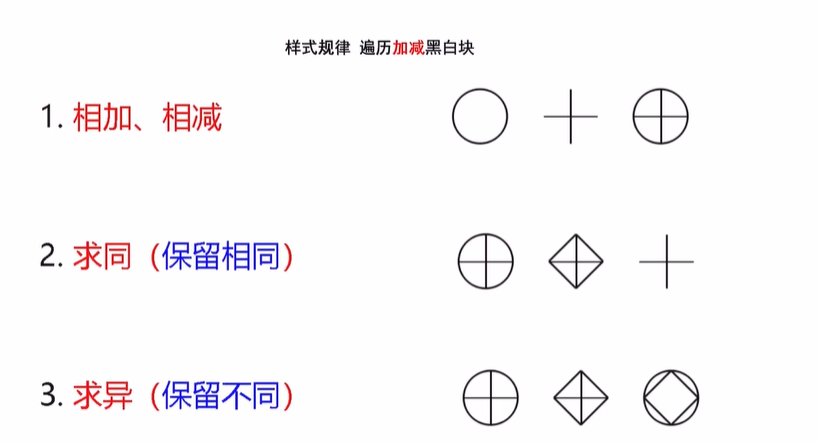 样式规律 遍历加减黑白块
1. 相加、相减
2. 求同（保留相同）
3. 求异（保留不同）